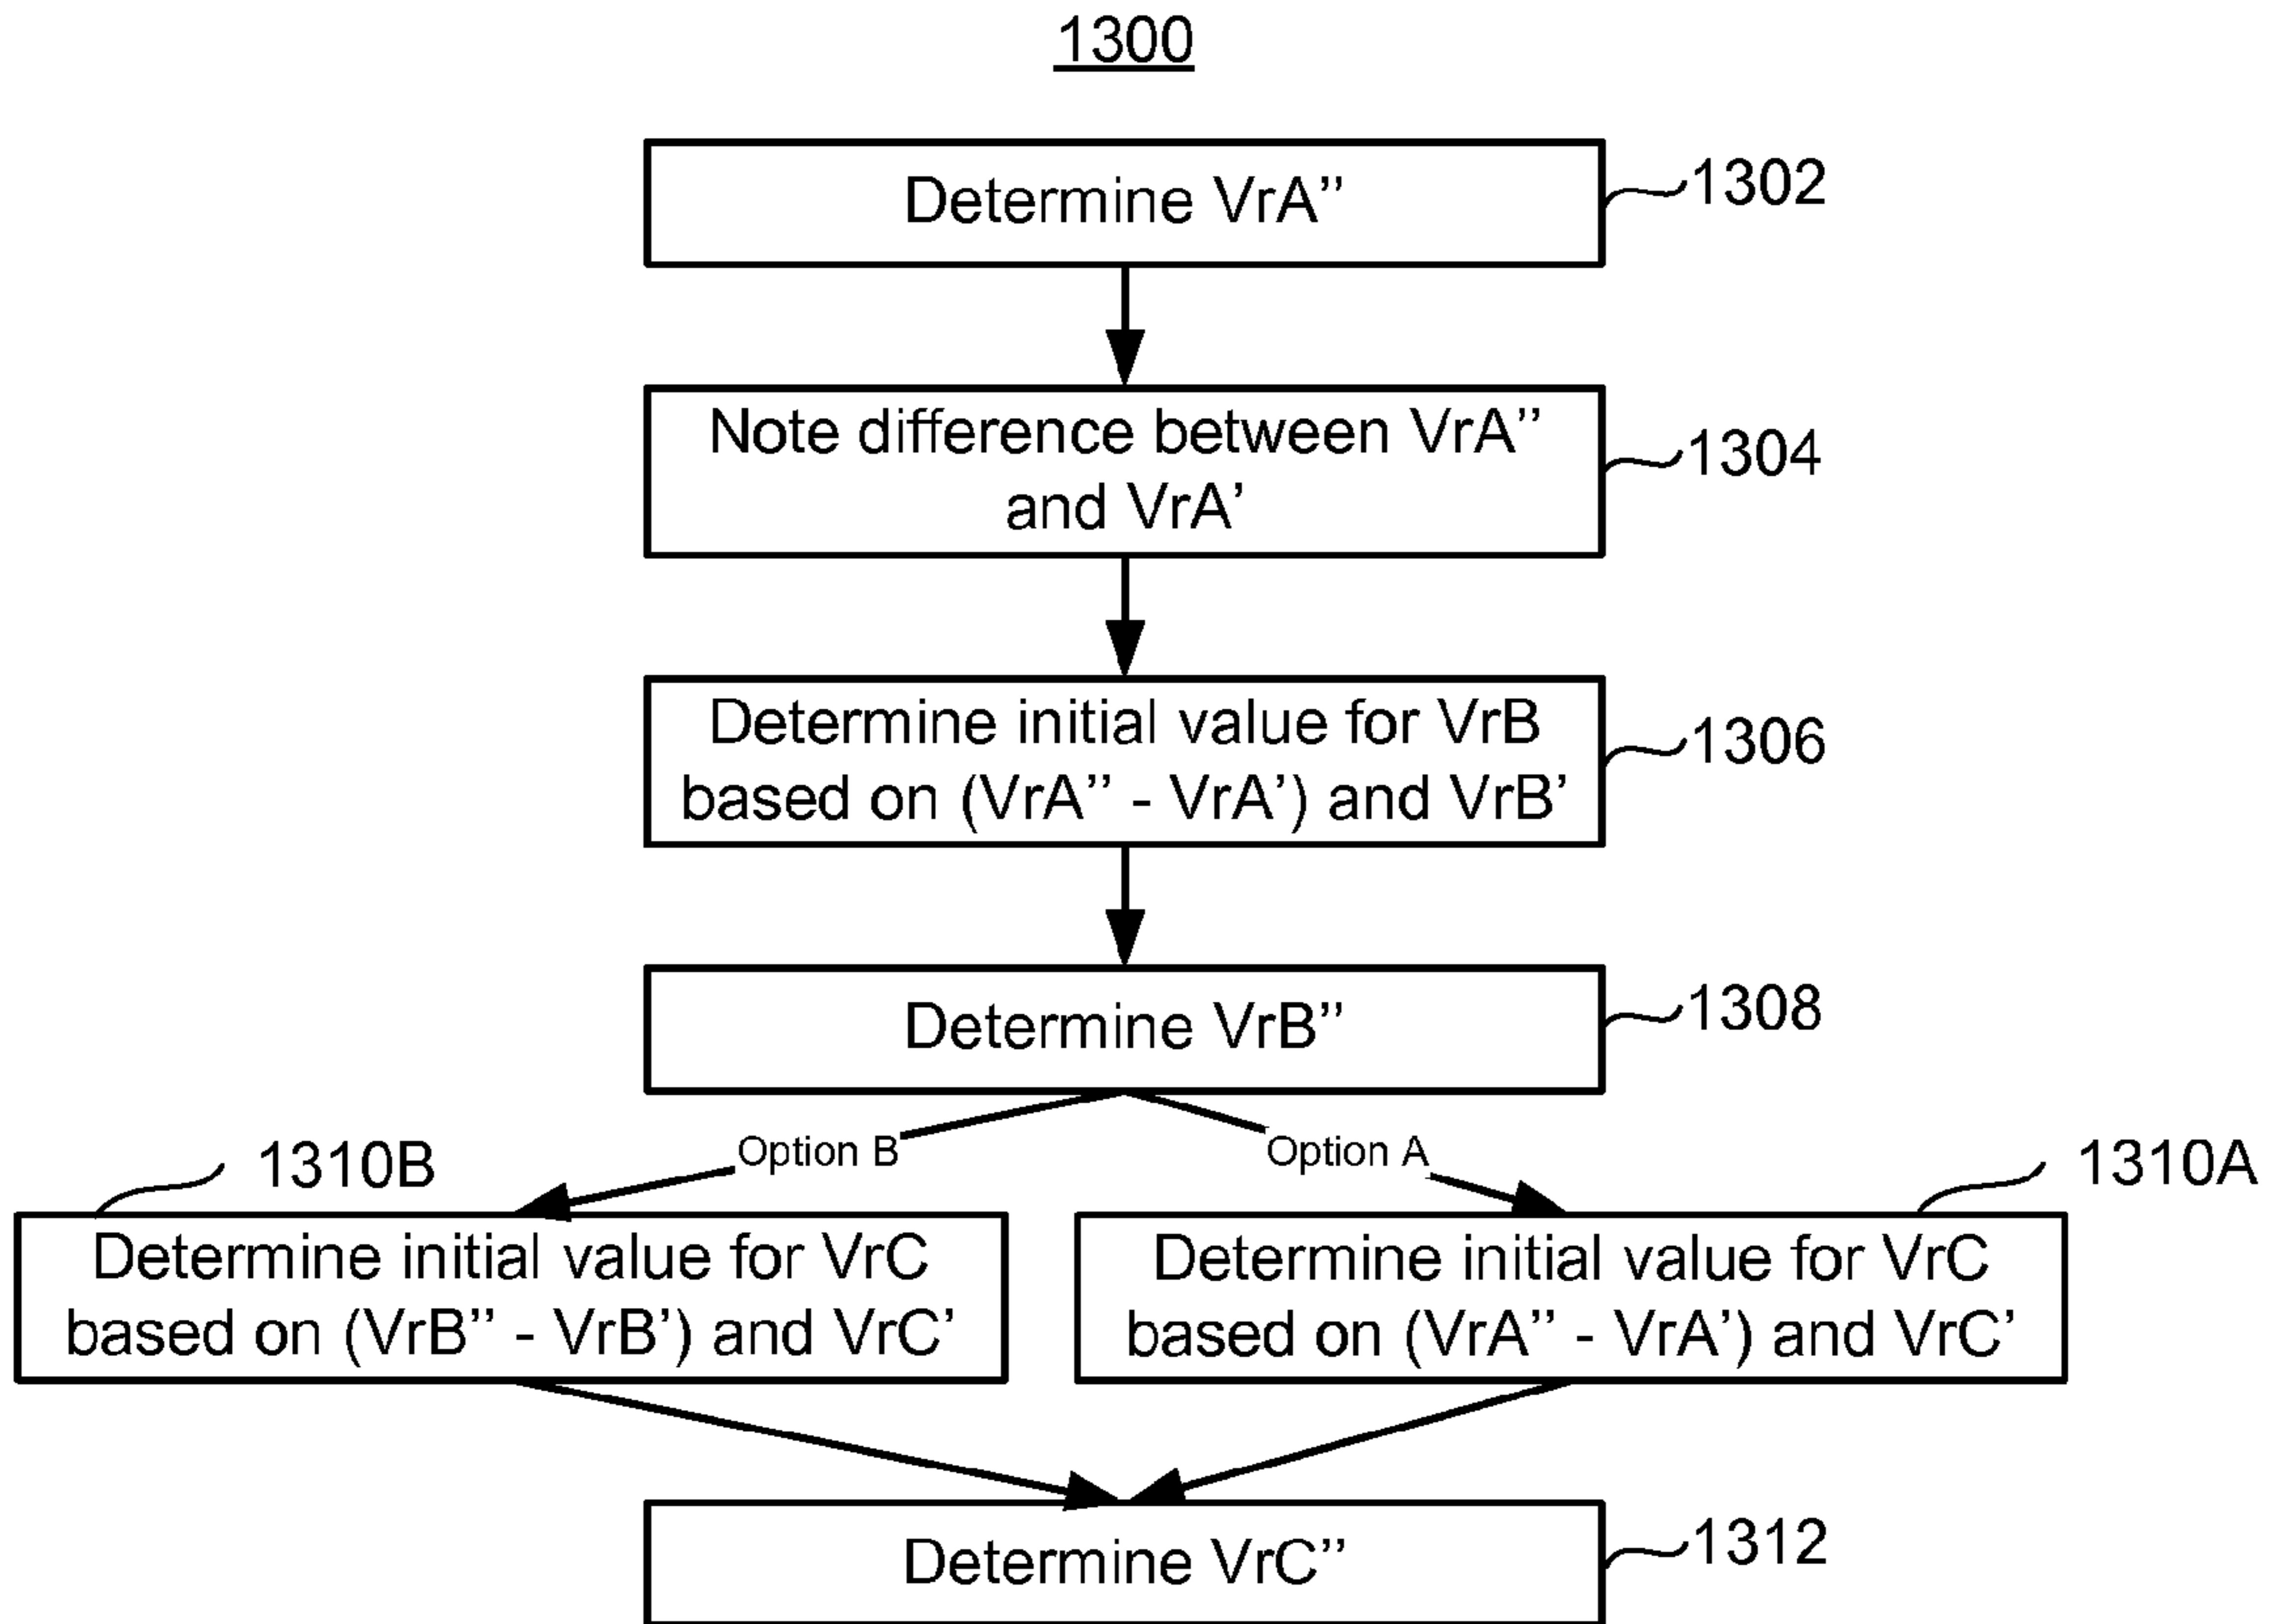 1300
Determine VrA’’
1302
Note difference between VrA’’
and VrA’
1304
Determine initial value for VrB
based on (VrA’’ - VrA’) and VrB’
1306
Determine VrB’’
1308
Option B
Option A
1310B
1310A
Determine initial value for VrC
based on (VrB’’ - VrB’) and VrC’
Determine initial value for VrC
based on (VrA’’ - VrA’) and VrC’
Determine VrC’’
1312